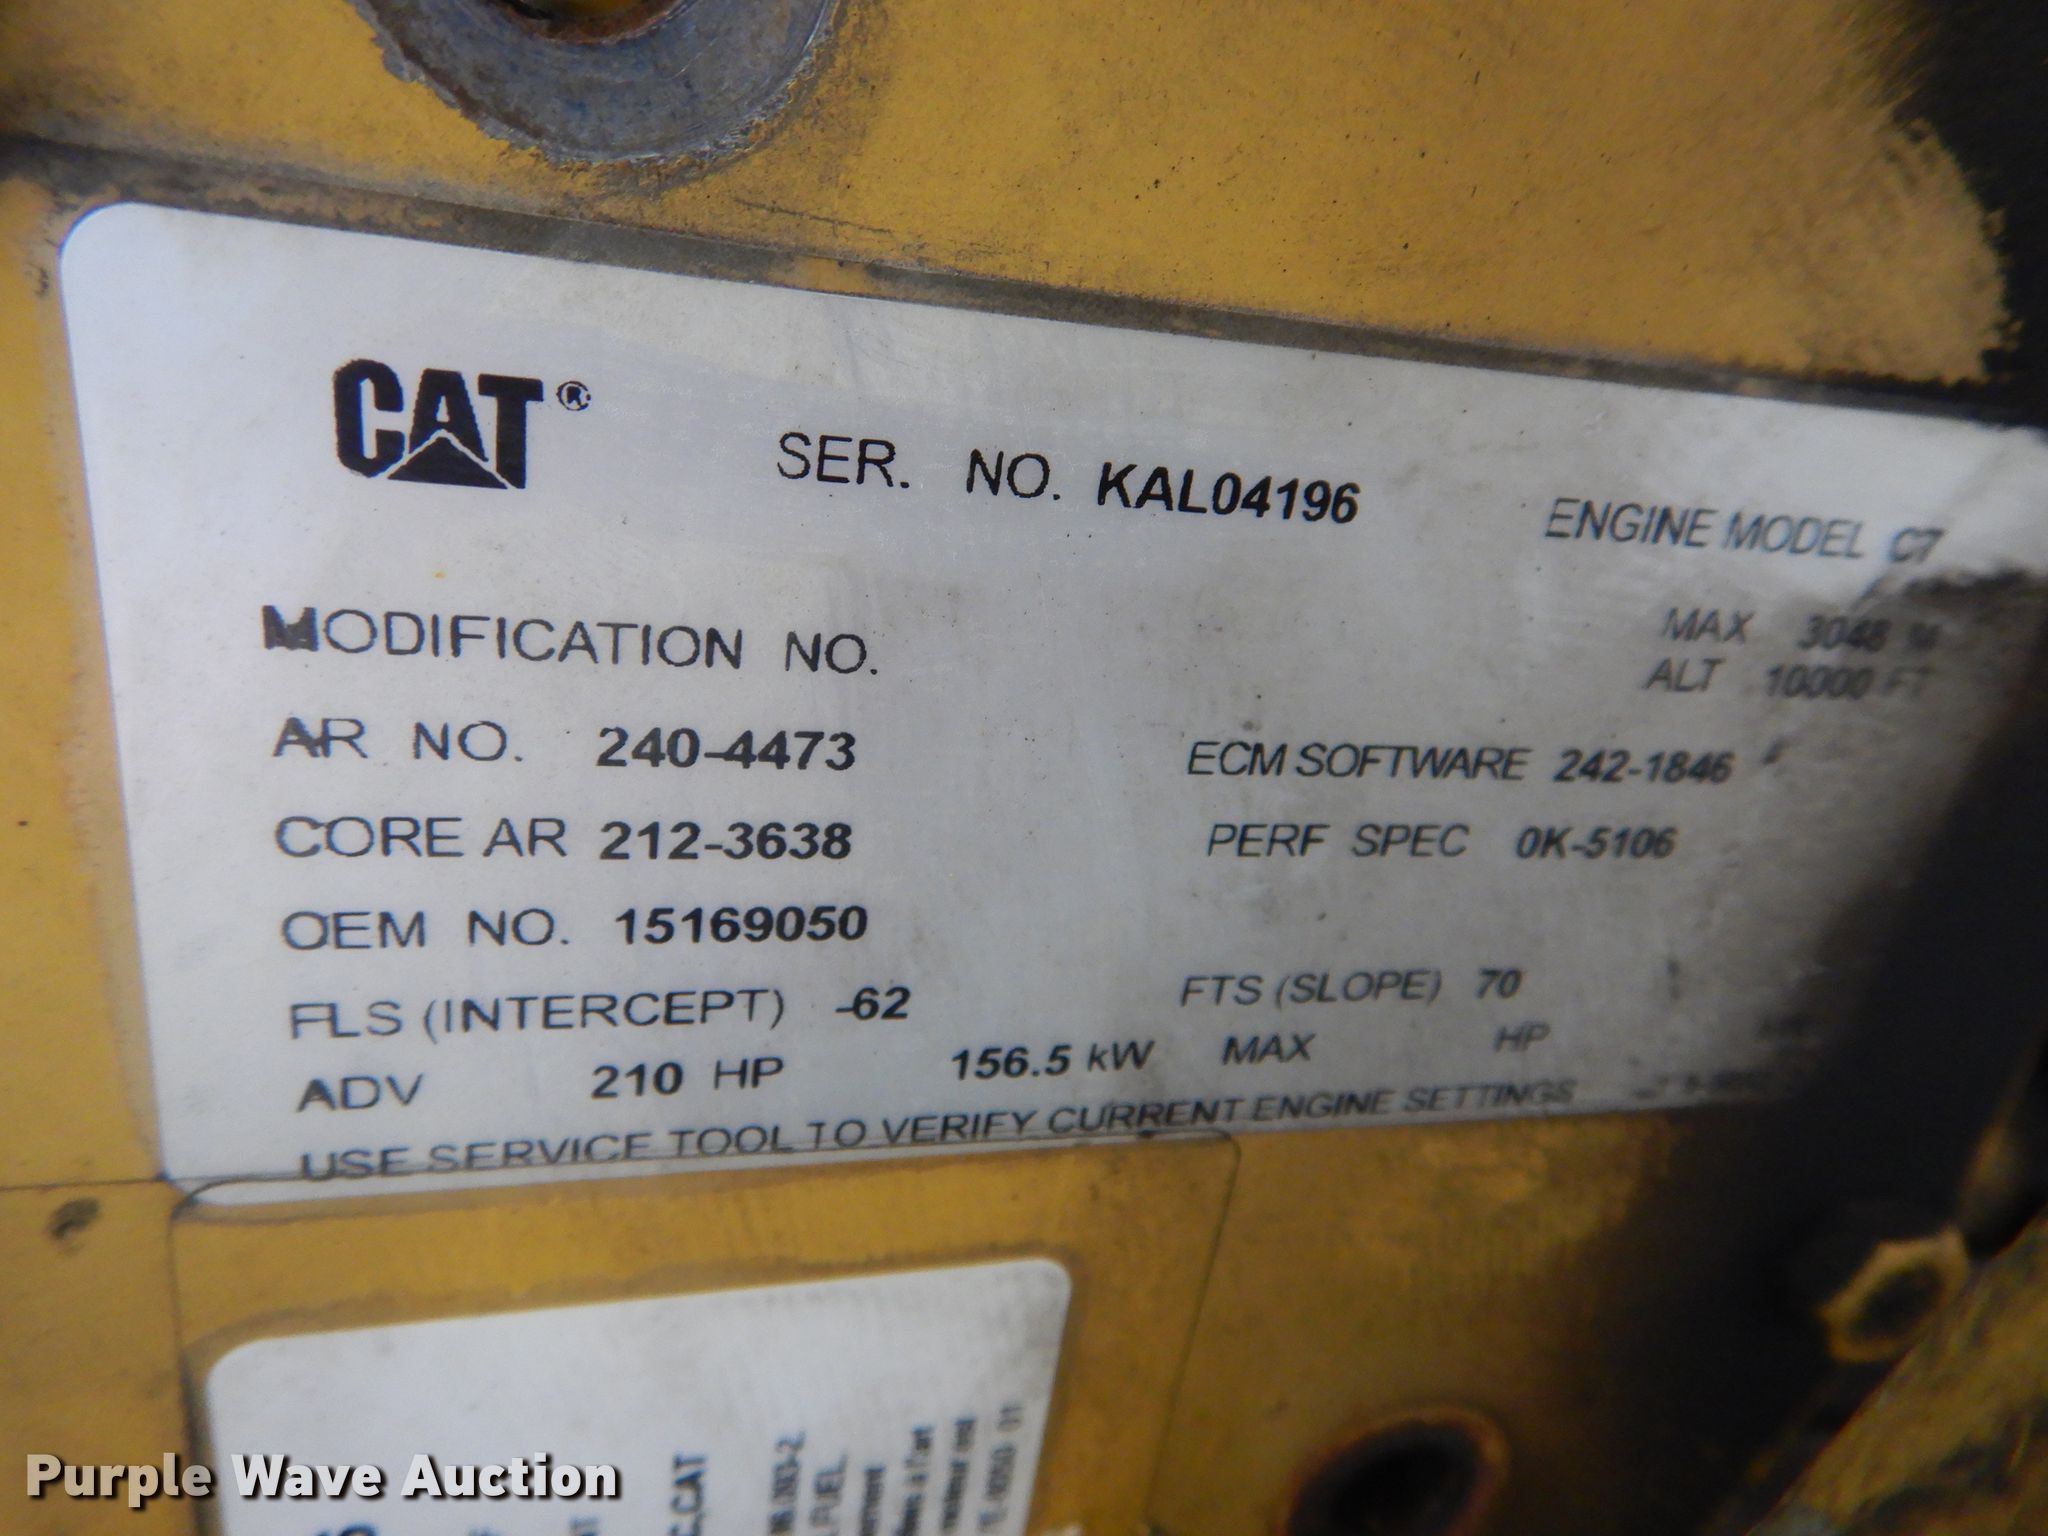 CAT®
SER. NO. KAL04196
ENGINE MODEL C7
MODIFICATION NO.
MAX 3048 M
ALT 10000 FT
AR NO. 240-4473
ECM SOFTWARE 242-1846
CORE AR 212-3638
PERF SPEC 0K-5106
OEM NO. 15169050
FLS (INTERCEPT) -62
FTS (SLOPE) 70
ADV 210 HP 156.5 kW MAX HP
USE SERVICE TOOL TO VERIFY CURRENT ENGINE SETTINGS
C,CAT
FUEL
Purple Wave Auction